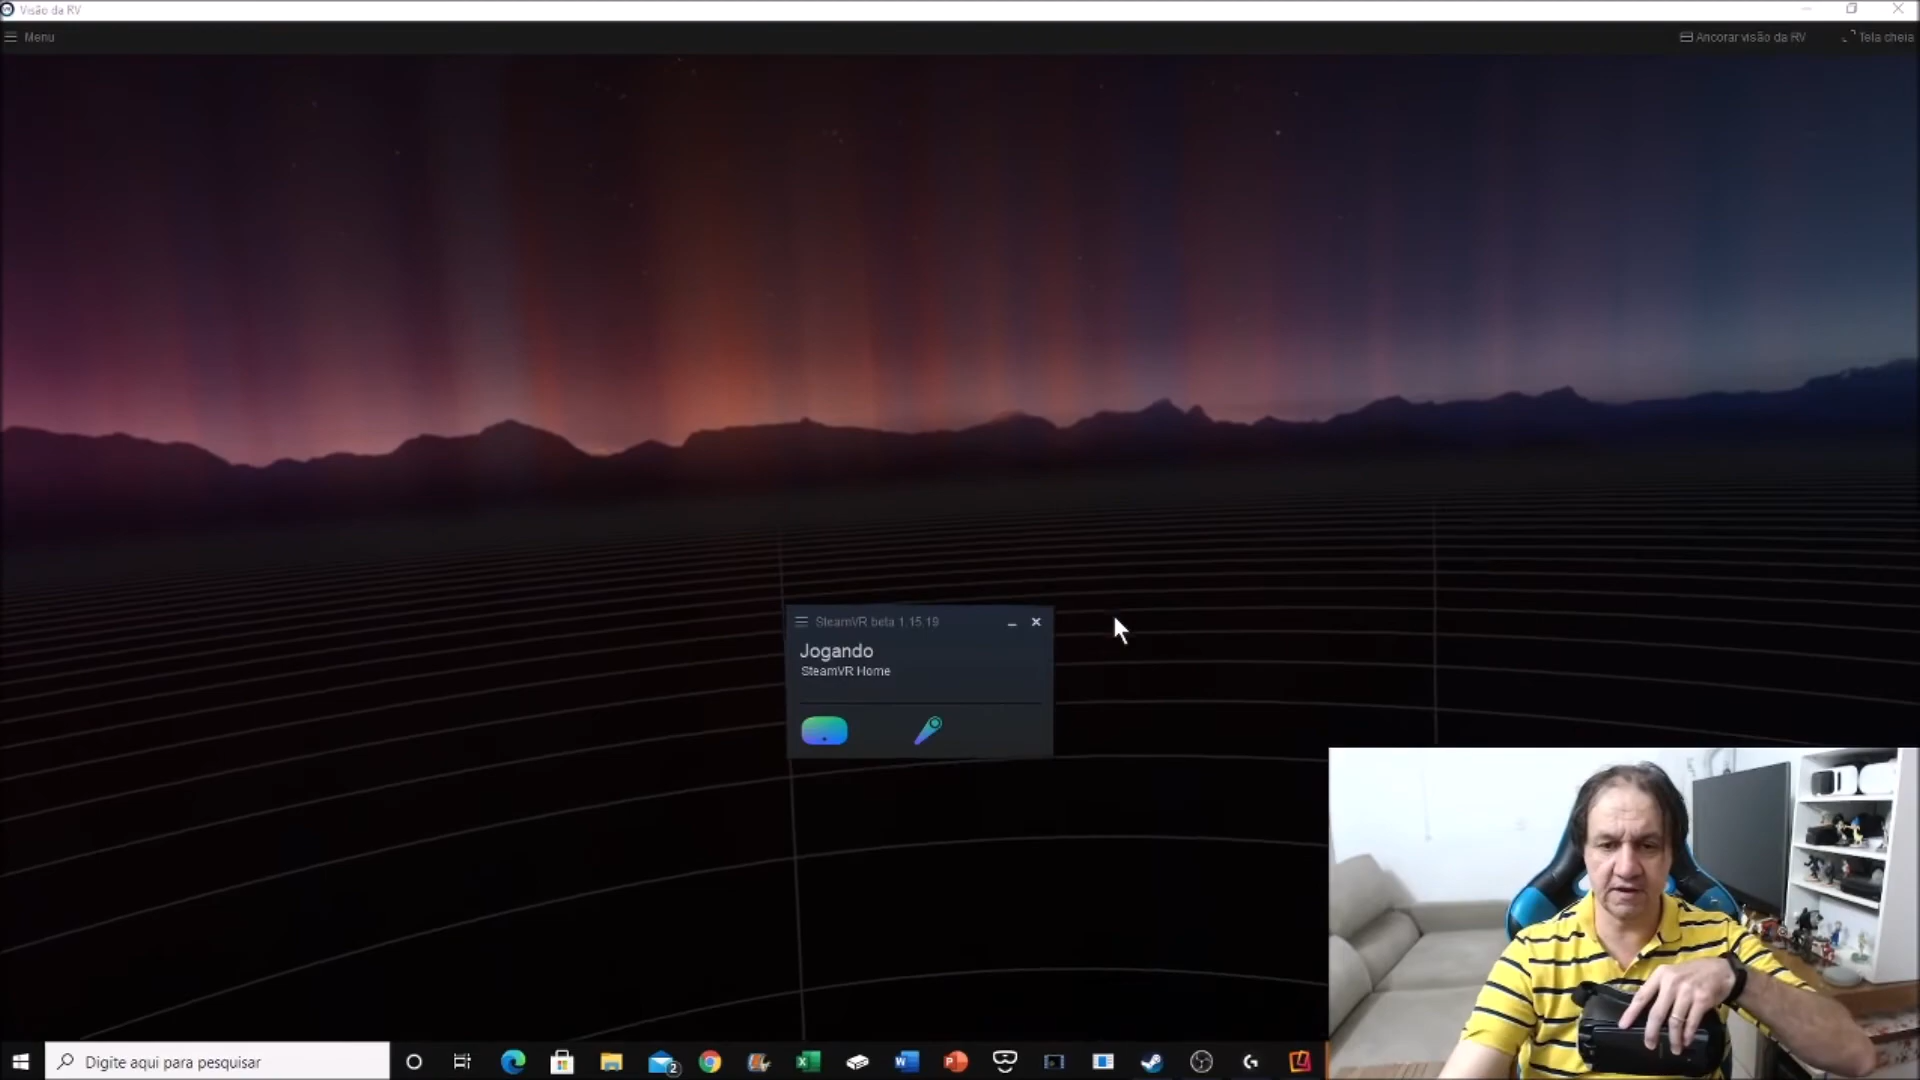 Visão da RV
Menu
Ancorar visão da RV
Tela cheia
SteamVR beta 1.15.19
Jogando
SteamVR Home
Digite aqui para pesquisar
2